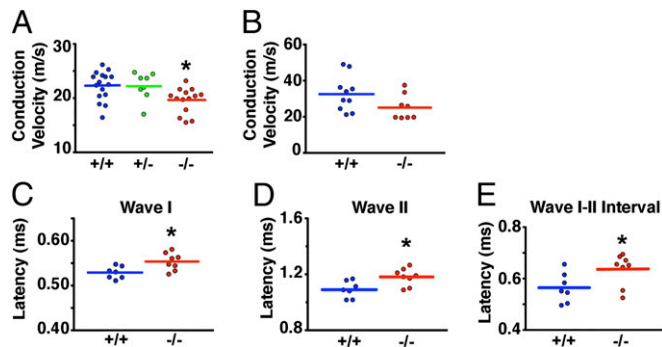 A
Conduction
Velocity (m/s)
30
20
10
*
+/+
+/-
-/-
B
Conduction
Velocity (m/s)
60
40
20
0
+/+
-/-
C
Wave I
Latency (ms)
0.60
0.50
0.40
*
+/+
-/-
D
Wave II
Latency (ms)
1.6
1.2
0.8
*
+/+
-/-
E
Wave I-II Interval
Latency (ms)
0.8
0.6
0.4
*
+/+
-/-